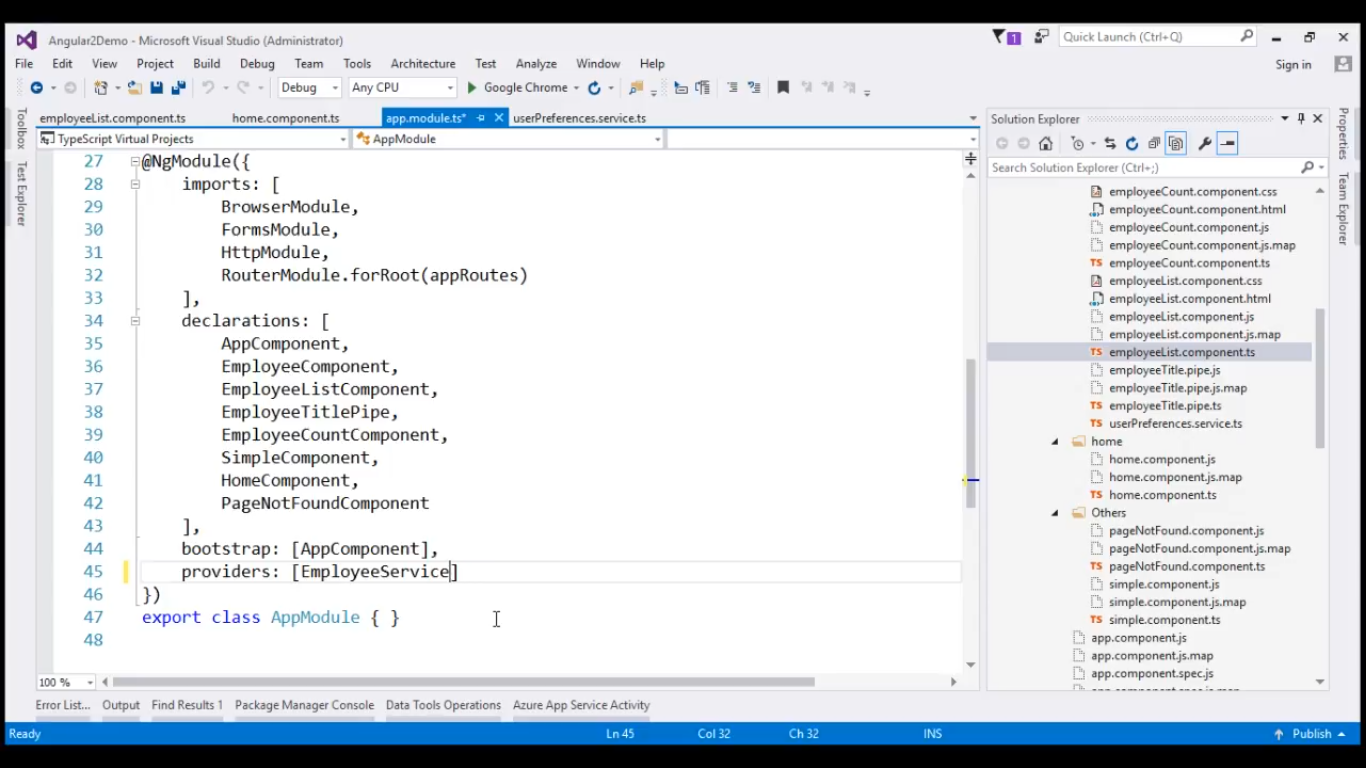 Angular2Demo - Microsoft Visual Studio (Administrator)
1
Quick Launch (Ctrl+Q)
File Edit View Project Build Debug Team Tools Architecture Test Analyze Window Help
Sign in
Debug Any CPU Google Chrome
Toolbox
Test Explorer
employeeList.component.ts home.component.ts app.module.ts* userPreferences.service.ts
TypeScript Virtual Projects AppModule
27 @NgModule({
28 imports: [
29 BrowserModule,
30 FormsModule,
31 HttpModule,
32 RouterModule.forRoot(appRoutes)
33 ],
34 declarations: [
35 AppComponent,
36 EmployeeComponent,
37 EmployeeListComponent,
38 EmployeeTitlePipe,
39 EmployeeCountComponent,
40 SimpleComponent,
41 HomeComponent,
42 PageNotFoundComponent
43 ],
44 bootstrap: [AppComponent],
45 providers: [EmployeeService]
46 })
47 export class AppModule { }
48
100 %
Solution Explorer
Search Solution Explorer (Ctrl+;)
employeeCount.component.css
employeeCount.component.html
employeeCount.component.js
employeeCount.component.js.map
TS employeeCount.component.ts
employeeList.component.css
employeeList.component.html
employeeList.component.js
employeeList.component.js.map
TS employeeList.component.ts
employeeTitle.pipe.js
employeeTitle.pipe.js.map
TS employeeTitle.pipe.ts
TS userPreferences.service.ts
home
home.component.js
home.component.js.map
TS home.component.ts
Others
pageNotFound.component.js
pageNotFound.component.js.map
TS pageNotFound.component.ts
simple.component.js
simple.component.js.map
TS simple.component.ts
app.component.js
app.component.js.map
app.component.spec.js
Properties
Team Explorer
Error List... Output Find Results 1 Package Manager Console Data Tools Operations Azure App Service Activity
Ready Ln 45 Col 32 Ch 32 INS Publish